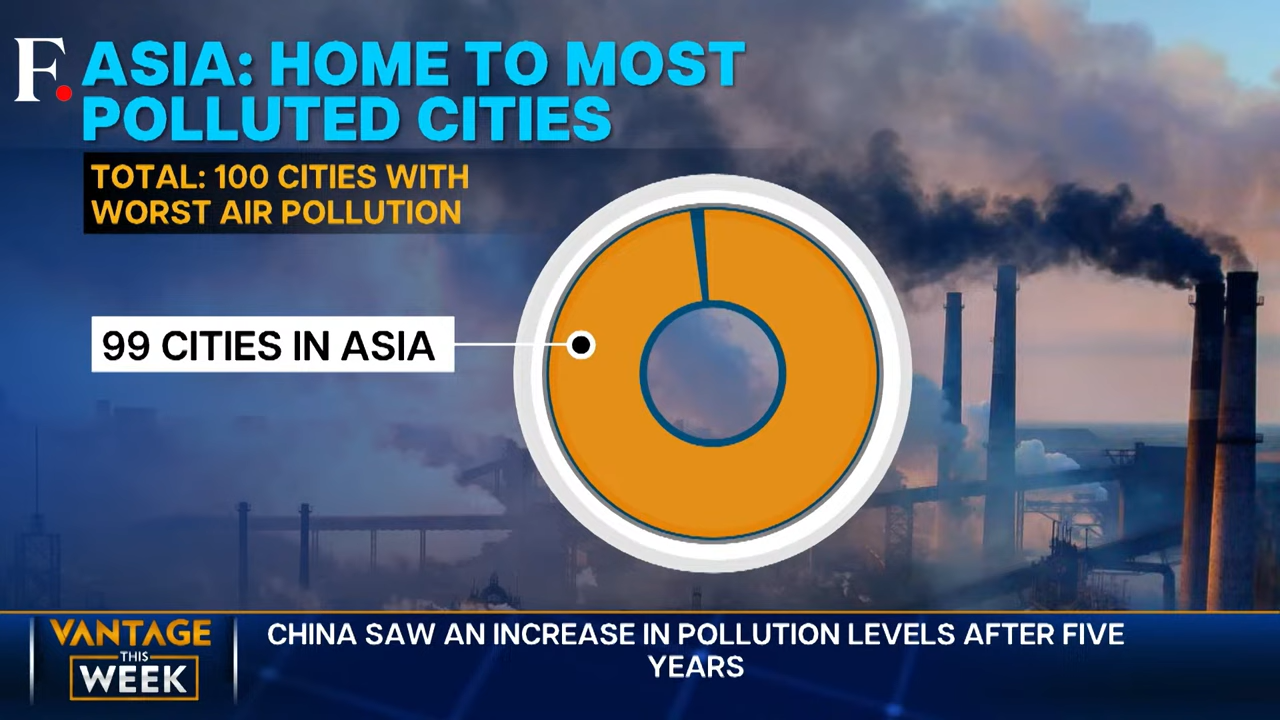 F.
ASIA: HOME TO MOST
POLLUTED CITIES
TOTAL: 100 CITIES WITH
WORST AIR POLLUTION
99 CITIES IN ASIA
VANTAGE
THIS
WEEK
CHINA SAW AN INCREASE IN POLLUTION LEVELS AFTER FIVE
YEARS